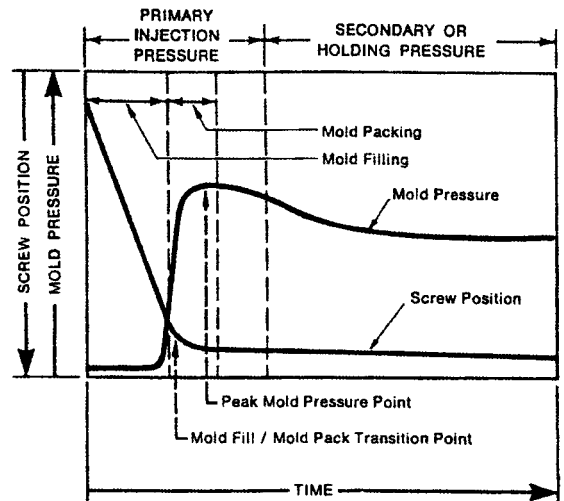 PRIMARY
INJECTION
PRESSURE
SECONDARY OR
HOLDING PRESSURE
SCREW POSITION
MOLD PRESSURE
Mold Packing
Mold Filling
Mold Pressure
Screw Position
Peak Mold Pressure Point
Mold Fill / Mold Pack Transition Point
TIME